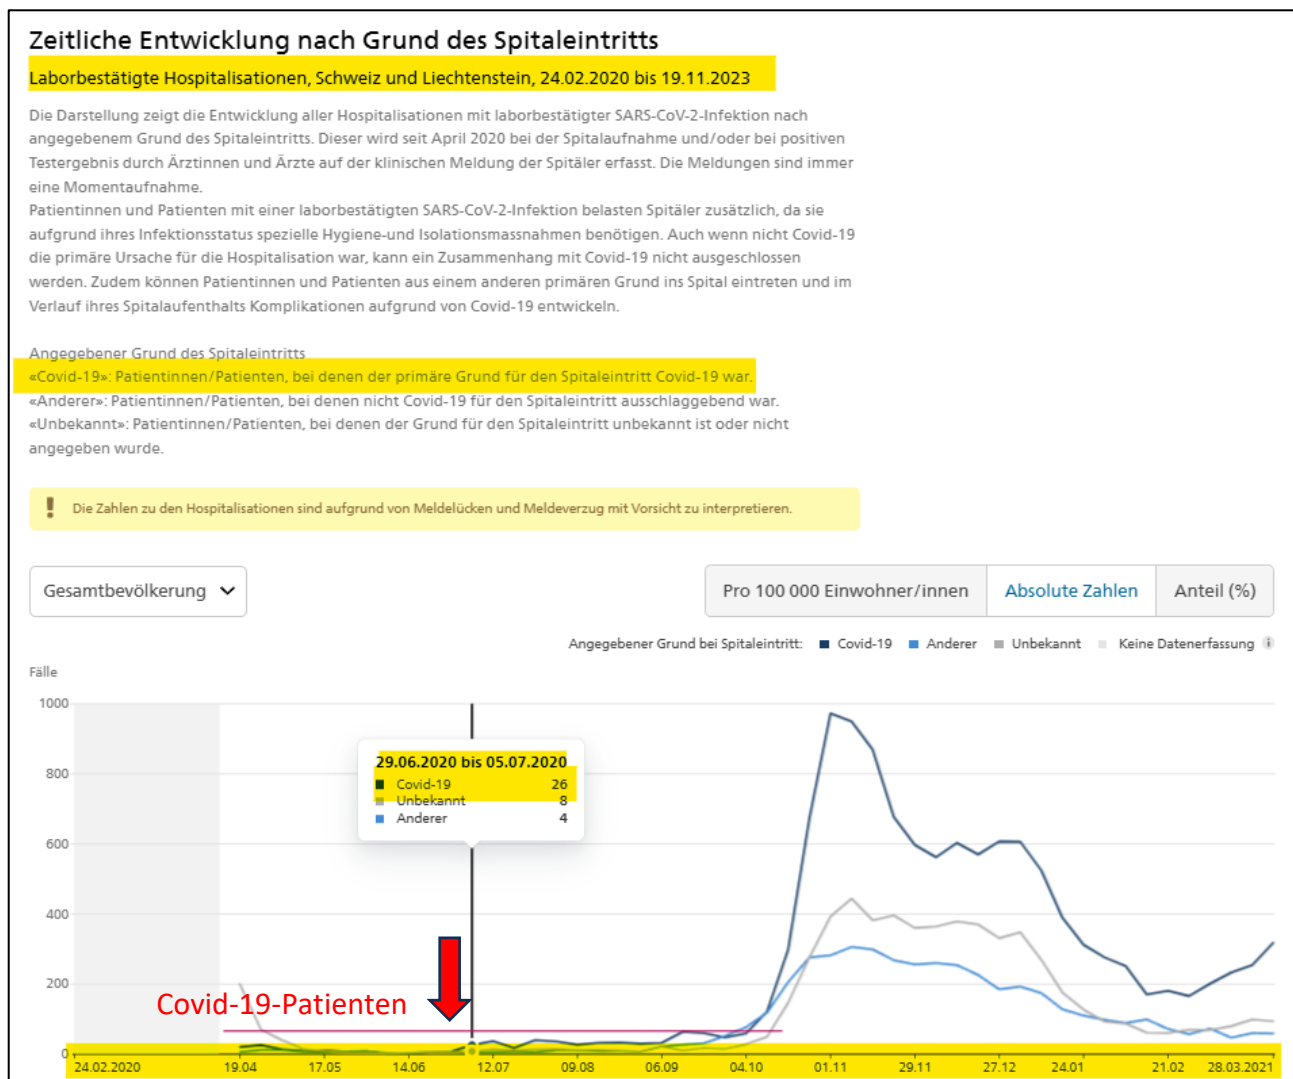 Zeitliche Entwicklung nach Grund des Spitaleintritts
Laborbestätigte Hospitalisationen, Schweiz und Liechtenstein, 24.02.2020 bis 19.11.2023
Die Darstellung zeigt die Entwicklung aller Hospitalisationen mit laborbestätigter SARS-CoV-2-Infektion nach
angegebenem Grund des Spitaleintritts. Dieser wird seit April 2020 bei der Spitalaufnahme und/oder bei positiven
Testergebnis durch Ärztinnen und Ärzte auf der klinischen Meldung der Spitäler erfasst. Die Meldungen sind immer
eine Momentaufnahme.
Patientinnen und Patienten mit einer laborbestätigten SARS-CoV-2-Infektion belasten Spitäler zusätzlich, da sie
aufgrund ihres Infektionsstatus spezielle Hygiene-und Isolationsmassnahmen benötigen. Auch wenn nicht Covid-19
die primäre Ursache für die Hospitalisation war, kann ein Zusammenhang mit Covid-19 nicht ausgeschlossen
werden. Zudem können Patientinnen und Patienten aus einem anderen primären Grund ins Spital eintreten und im
Verlauf ihres Spitalaufenthalts Komplikationen aufgrund von Covid-19 entwickeln.
Angegebener Grund des Spitaleintritts
«Covid-19»: Patientinnen/Patienten, bei denen der primäre Grund für den Spitaleintritt Covid-19 war.
«Anderer»: Patientinnen/Patienten, bei denen nicht Covid-19 für den Spitaleintritt ausschlaggebend war.
«Unbekannt»: Patientinnen/Patienten, bei denen der Grund für den Spitaleintritt unbekannt ist oder nicht
angegeben wurde.
Die Zahlen zu den Hospitalisationen sind aufgrund von Meldelücken und Meldeverzug mit Vorsicht zu interpretieren.
Gesamtbevölkerung
Pro 100 000 Einwohner/innen Absolute Zahlen Anteil (%)
Angegebener Grund bei Spitaleintritt: Covid-19 Anderer Unbekannt Keine Datenerfassung i
Fälle
1000
800
600
400
200
0
29.06.2020 bis 05.07.2020
Covid-19 26
Unbekannt 8
Anderer 4
Covid-19-Patienten
24.02.2020 19.04 17.05 14.06 12.07 09.08 06.09 04.10 01.11 29.11 27.12 24.01 21.02 28.03.2021